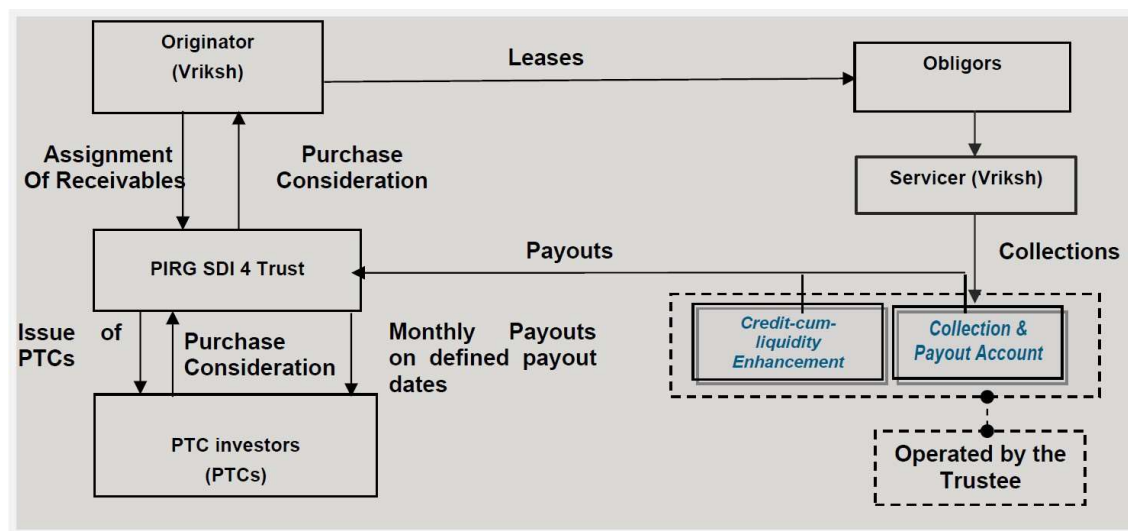 Originator
(Vriksh)
Leases
Obligors
Assignment
Of Receivables
Purchase
Consideration
Servicer (Vriksh)
PIRG SDI 4 Trust
Payouts
Collections
Issue of
PTCs
Purchase
Consideration
Monthly Payouts
on defined payout
dates
Credit-cum-
liquidity
Enhancement
Collection &
Payout Account
PTC investors
(PTCs)
Operated by the
Trustee